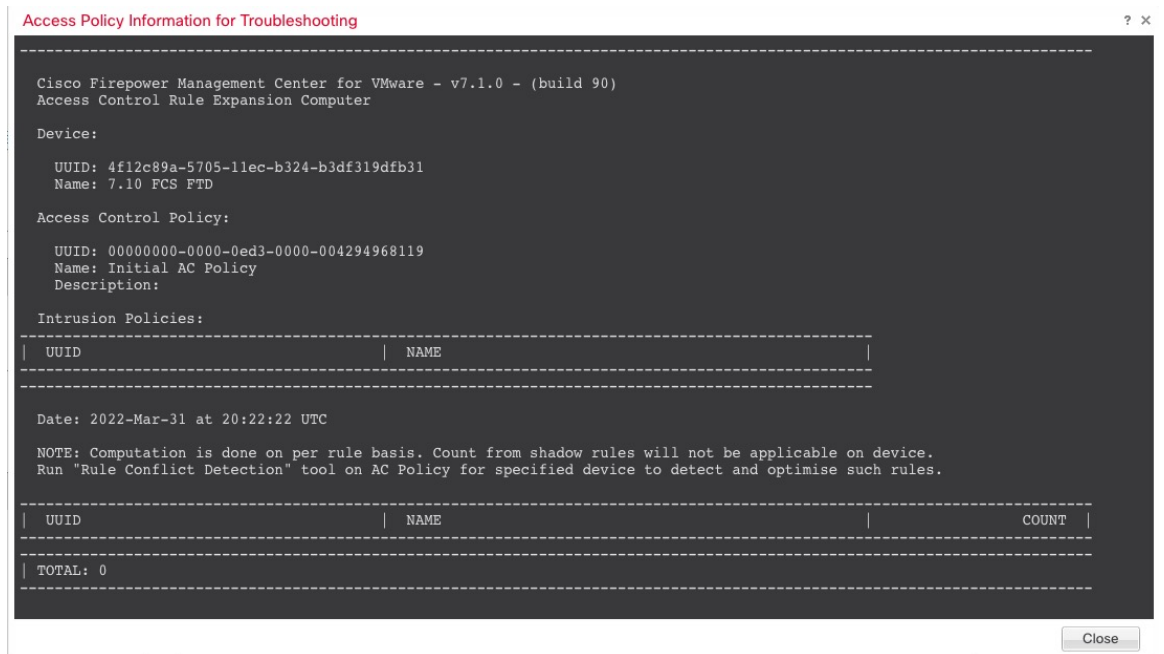 Access Policy Information for Troubleshooting
? ×
Cisco Firepower Management Center for VMware - v7.1.0 - (build 90)
Access Control Rule Expansion Computer
Device:
UUID: 4f12c89a-5705-11ec-b324-b3df319dfb31
Name: 7.10 FCS FTD
Access Control Policy:
UUID: 00000000-0000-0ed3-0000-004294968119
Name: Initial AC Policy
Description:
Intrusion Policies:
| UUID | NAME |
Date: 2022-Mar-31 at 20:22:22 UTC
NOTE: Computation is done on per rule basis. Count from shadow rules will not be applicable on device.
Run "Rule Conflict Detection" tool on AC Policy for specified device to detect and optimise such rules.
| UUID | NAME | COUNT |
| TOTAL: 0
Close